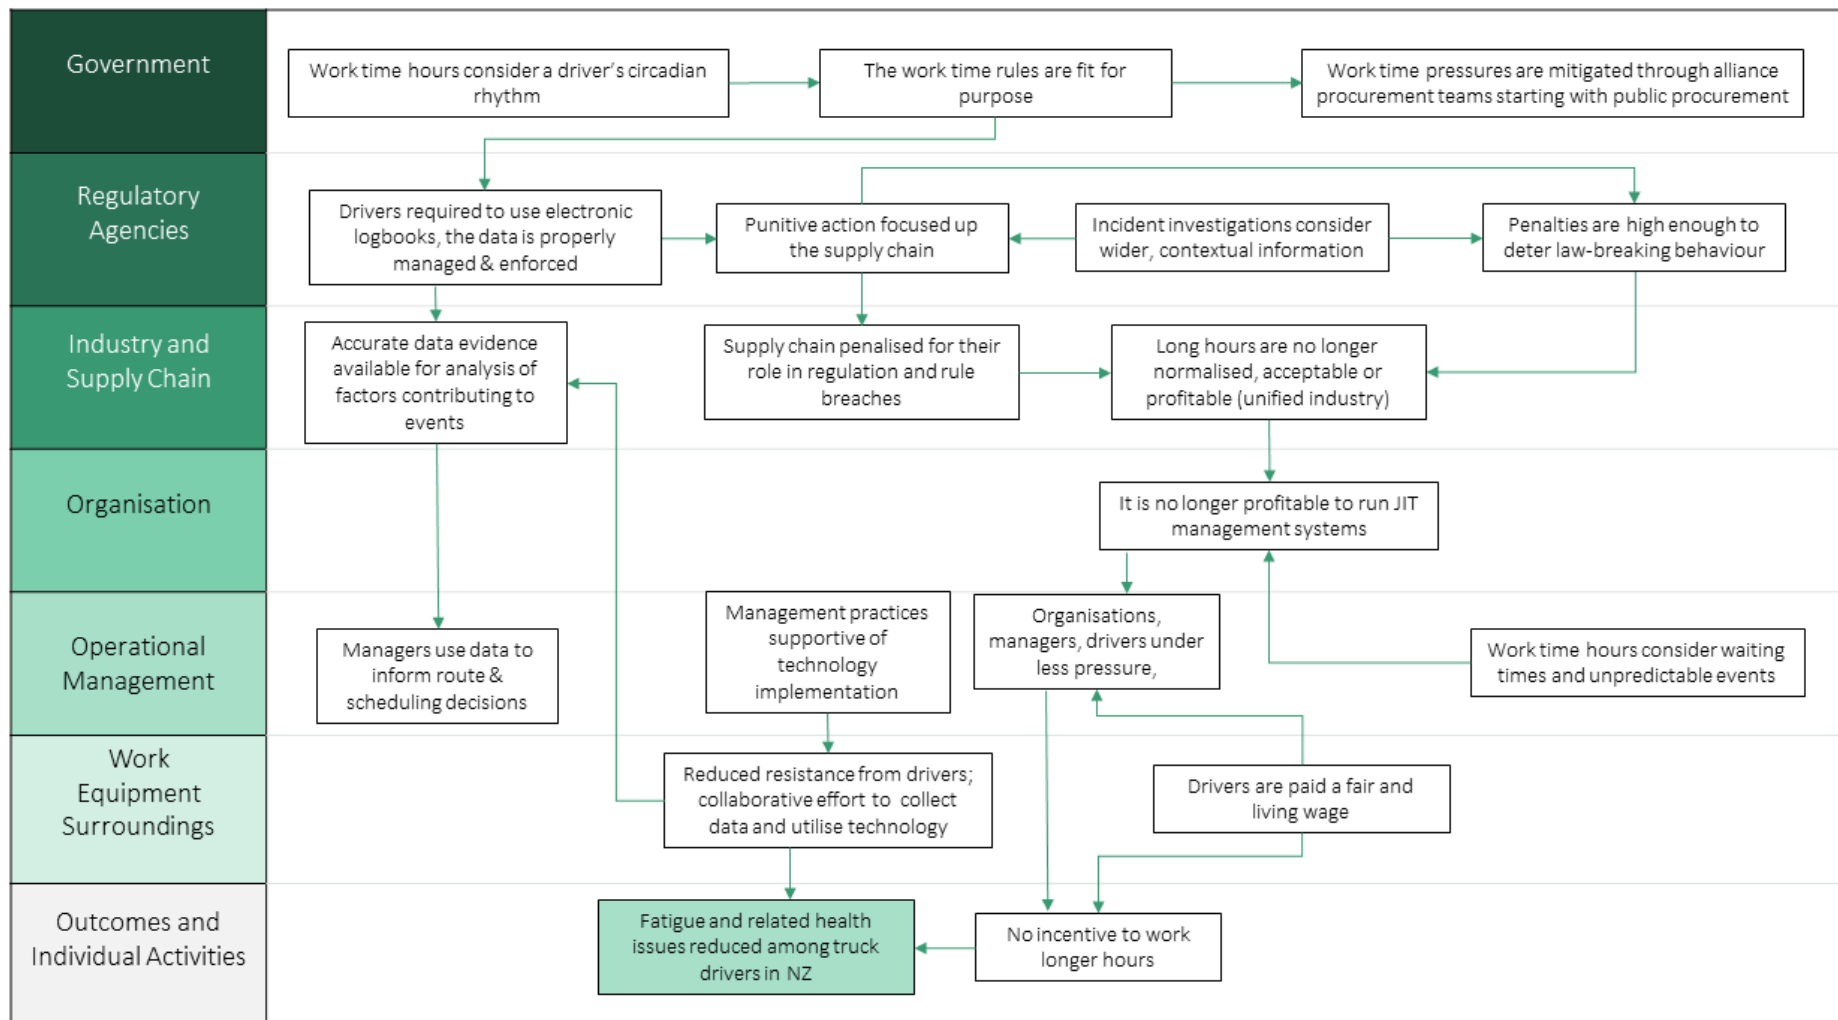 Government
Work time hours consider a driver's circadian
rhythm
The work time rules are fit for
purpose
Work time pressures are mitigated through alliance
procurement teams starting with public procurement
Regulatory
Agencies
Drivers required to use electronic
logbooks, the data is properly
managed & enforced
Punitive action focused up
the supply chain
Incident investigations consider
wider, contextual information
Penalties are high enough to
deter law-breaking behaviour
Industry and
Supply Chain
Accurate data evidence
available for analysis of
factors contributing to
events
Supply chain penalised for their
role in regulation and rule
breaches
Long hours are no longer
normalised, acceptable or
profitable (unified industry)
Organisation
It is no longer profitable to run JIT
management systems
Operational
Management
Managers use data to
inform route &
scheduling decisions
Management practices
supportive of
technology
implementation
Organisations,
managers, drivers under
less pressure,
Work time hours consider waiting
times and unpredictable events
Work
Equipment
Surroundings
Reduced resistance from drivers;
collaborative effort to collect
data and utilise technology
Drivers are paid a fair and
living wage
Outcomes and
Individual Activities
Fatigue and related health
issues reduced among truck
drivers in NZ
No incentive to work
longer hours